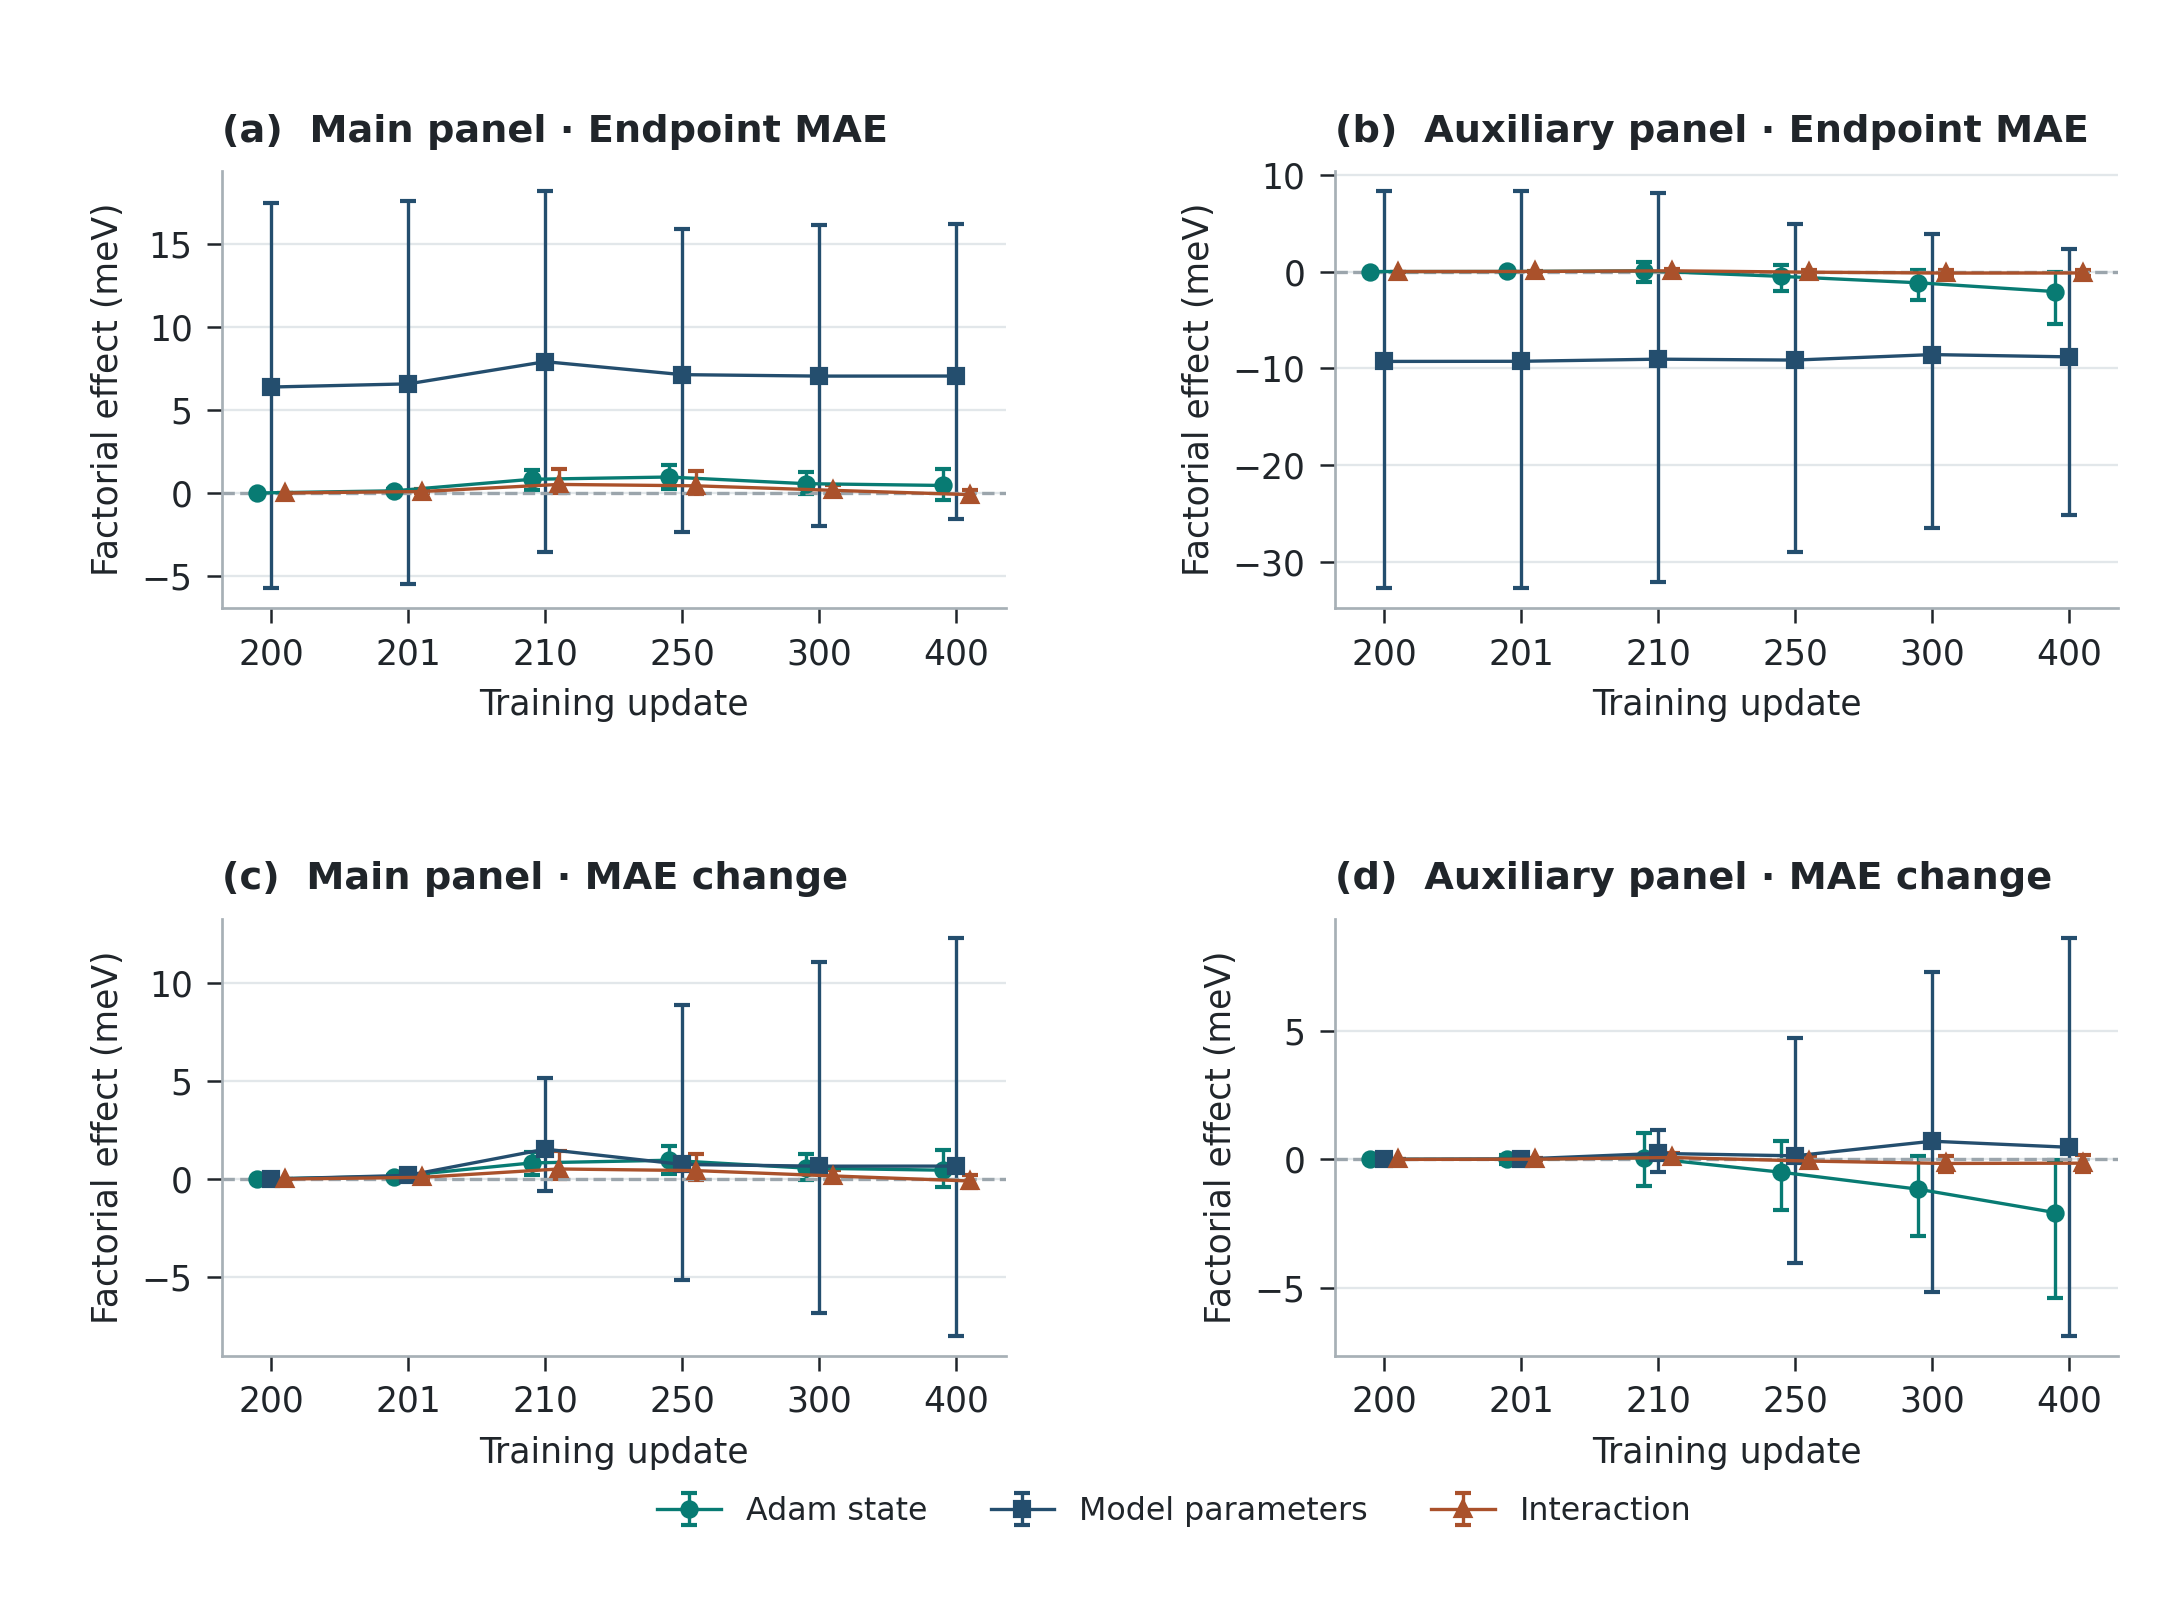 (a) Main panel · Endpoint MAE
Factorial effect (meV)
15
10
5
0
−5
200 201 210 250 300 400
Training update
(b) Auxiliary panel · Endpoint MAE
Factorial effect (meV)
10
0
−10
−20
−30
200 201 210 250 300 400
Training update
(c) Main panel · MAE change
Factorial effect (meV)
10
5
0
−5
200 201 210 250 300 400
Training update
(d) Auxiliary panel · MAE change
Factorial effect (meV)
5
0
−5
200 201 210 250 300 400
Training update
Adam state Model parameters Interaction